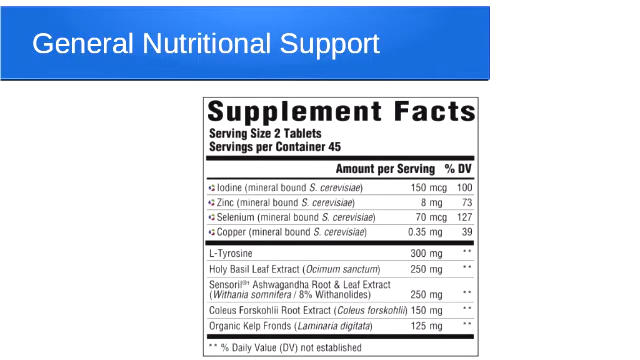 General Nutritional Support
Supplement Facts
Serving Size 2 Tablets
Servings per Container 45
Amount per Serving % DV
Iodine (mineral bound S. cerevisiae) 150 mcg 100
Zinc (mineral bound S. cerevisiae) 8 mg 73
Selenium (mineral bound S. cerevisiae) 70 mcg 127
Copper (mineral bound S. cerevisiae) 0.35 mg 39
L-Tyrosine 300 mg **
Holy Basil Leaf Extract (Ocimum sanctum) 250 mg **
Sensoril®† Ashwagandha Root & Leaf Extract
(Withania somnifera / 8% Withanolides) 250 mg **
Coleus Forskohlii Root Extract (Coleus forskohlii) 150 mg **
Organic Kelp Fronds (Laminaria digitata) 125 mg **
** % Daily Value (DV) not established